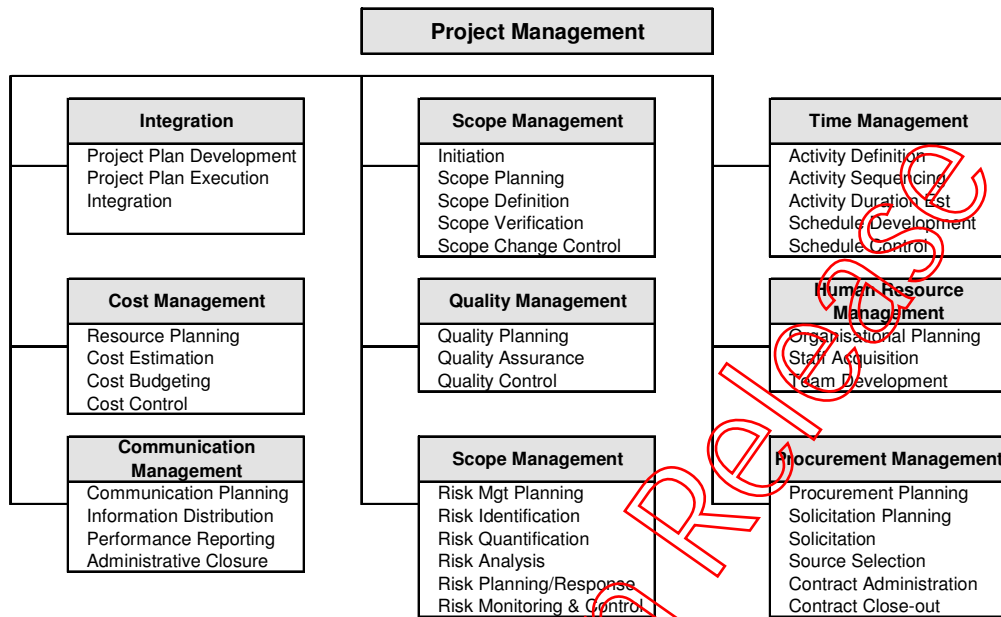 Project Management
Integration
Project Plan Development
Project Plan Execution
Integration
Scope Management
Initiation
Scope Planning
Scope Definition
Scope Verification
Scope Change Control
Time Management
Activity Definition
Activity Sequencing
Activity Duration Est
Schedule Development
Schedule Control
Cost Management
Resource Planning
Cost Estimation
Cost Budgeting
Cost Control
Quality Management
Quality Planning
Quality Assurance
Quality Control
Human Resource
Management
Organisational Planning
Staff Acquisition
Team Development
Communication
Management
Communication Planning
Information Distribution
Performance Reporting
Administrative Closure
Scope Management
Risk Mgt Planning
Risk Identification
Risk Quantification
Risk Analysis
Risk Planning/Response
Risk Monitoring & Control
Procurement Management
Procurement Planning
Solicitation Planning
Solicitation
Source Selection
Contract Administration
Contract Close-out
Release